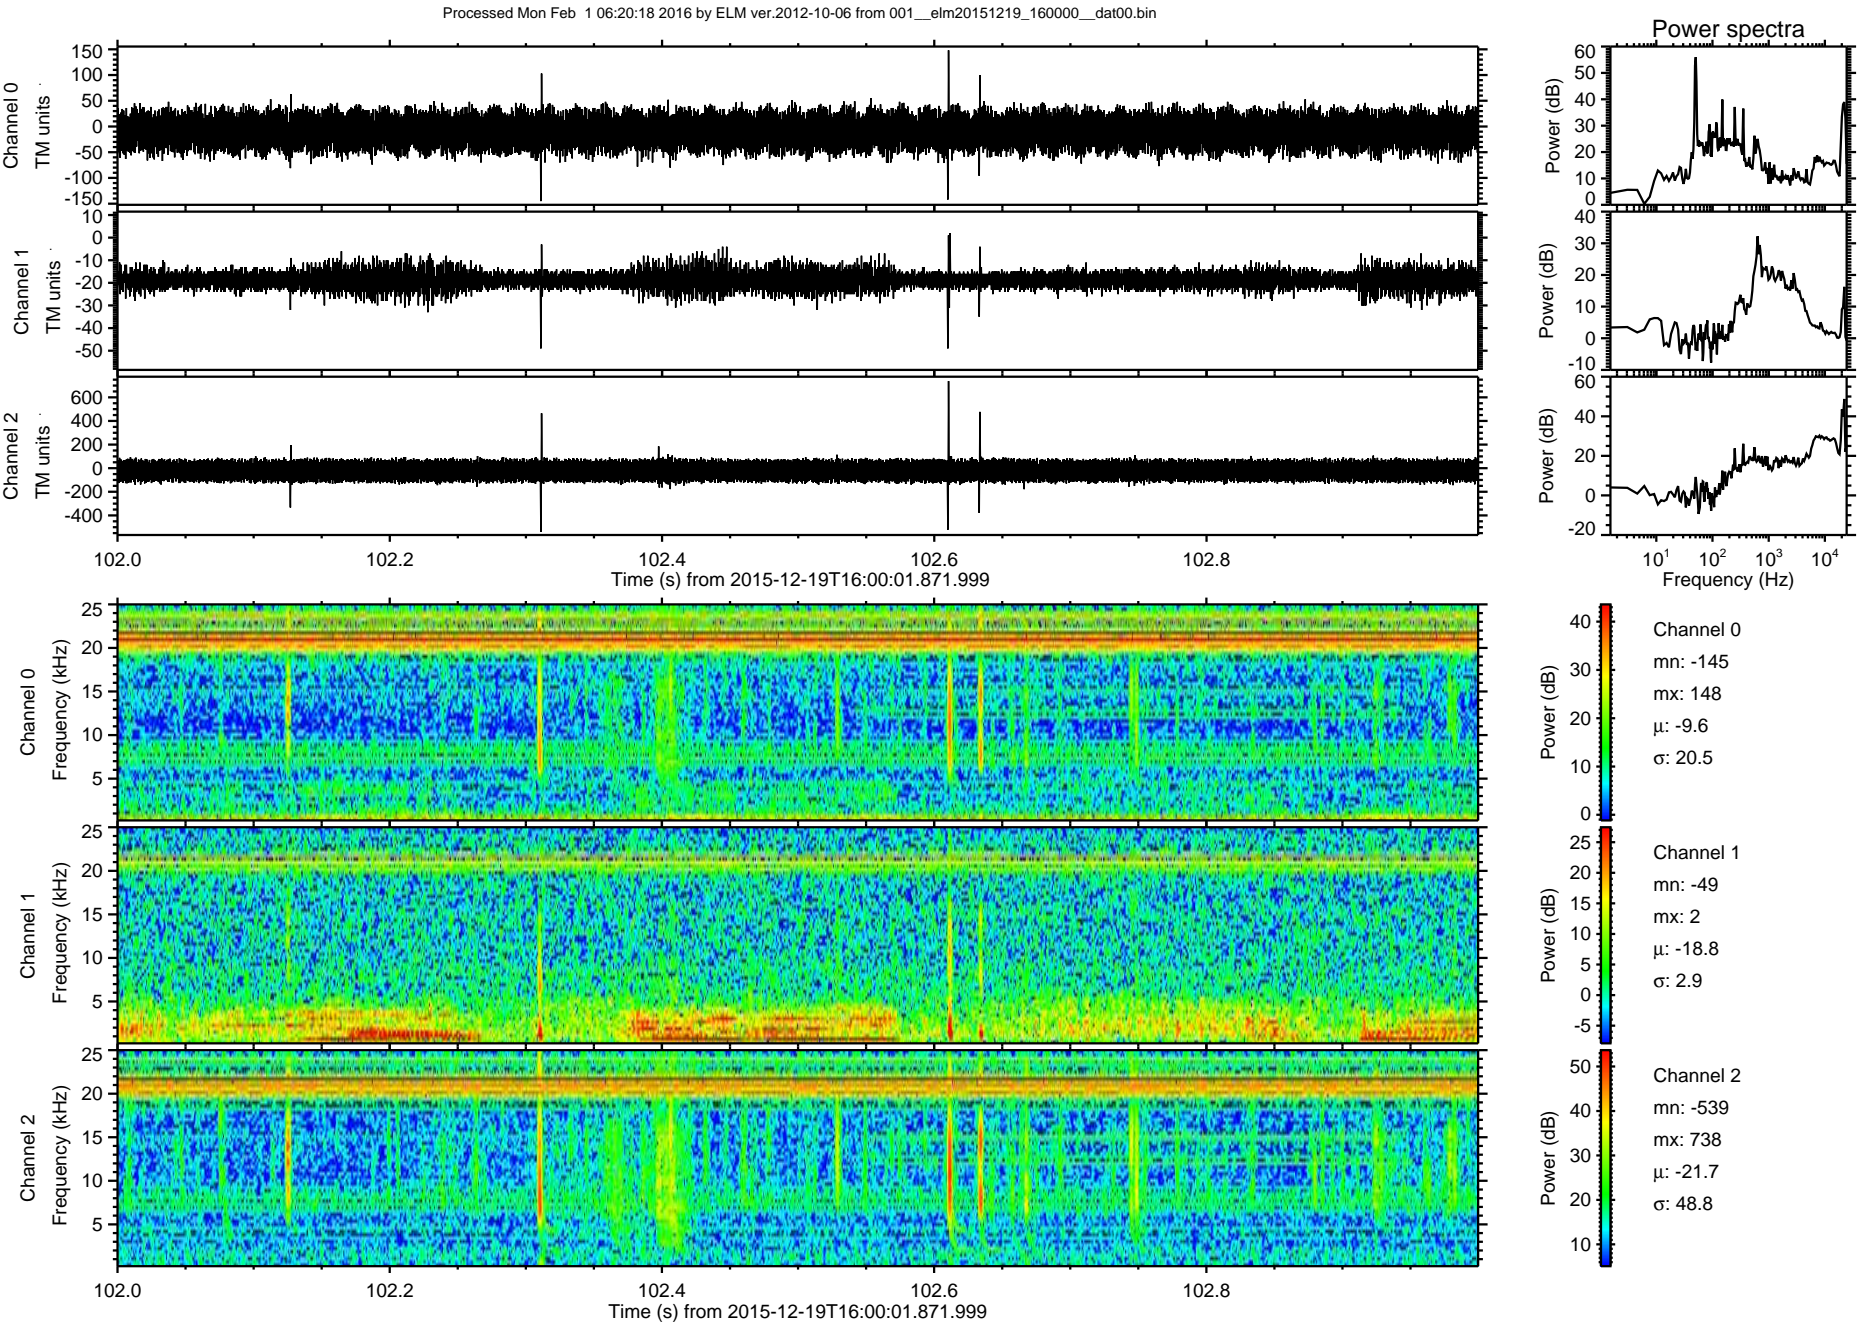 Processed Mon Feb  1 06:20:18 2016 by ELM ver.2012-10-06 from 001__elm20151219_160000__dat00.bin
Power spectra
Channel 0
TM units
150
100
50
0
-50
-100
-150
Power (dB)
60
50
40
30
20
10
0
Channel 1
TM units
10
0
-10
-20
-30
-40
-50
Power (dB)
40
30
20
10
0
-10
Channel 2
TM units
600
400
200
0
-200
-400
Power (dB)
60
40
20
0
-20
102.0 102.2 102.4 102.6 102.8
Time (s) from 2015-12-19T16:00:01.871.999
10^1 10^2 10^3 10^4
Frequency (Hz)
Channel 0
Frequency (kHz)
25
20
15
10
5
Power (dB)
40
30
20
10
0
Channel 0
mn: -145
mx: 148
μ: -9.6
σ: 20.5
Channel 1
Frequency (kHz)
25
20
15
10
5
Power (dB)
25
20
15
10
5
0
-5
Channel 1
mn: -49
mx: 2
μ: -18.8
σ: 2.9
Channel 2
Frequency (kHz)
25
20
15
10
5
Power (dB)
50
40
30
20
10
Channel 2
mn: -539
mx: 738
μ: -21.7
σ: 48.8
102.0 102.2 102.4 102.6 102.8
Time (s) from 2015-12-19T16:00:01.871.999